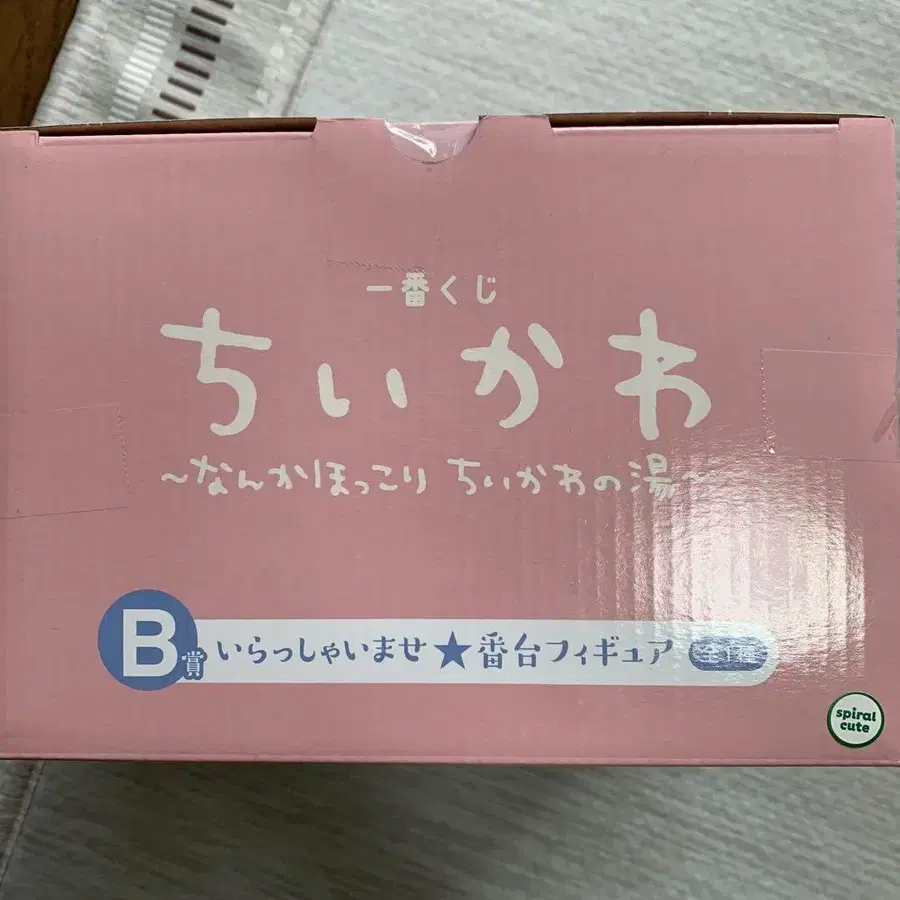 一番くじ
ちいかわ
~なんかほっこり ちいかわの湯~
B賞 いらっしゃいませ★番台フィギュア 全1種
spiral
cute